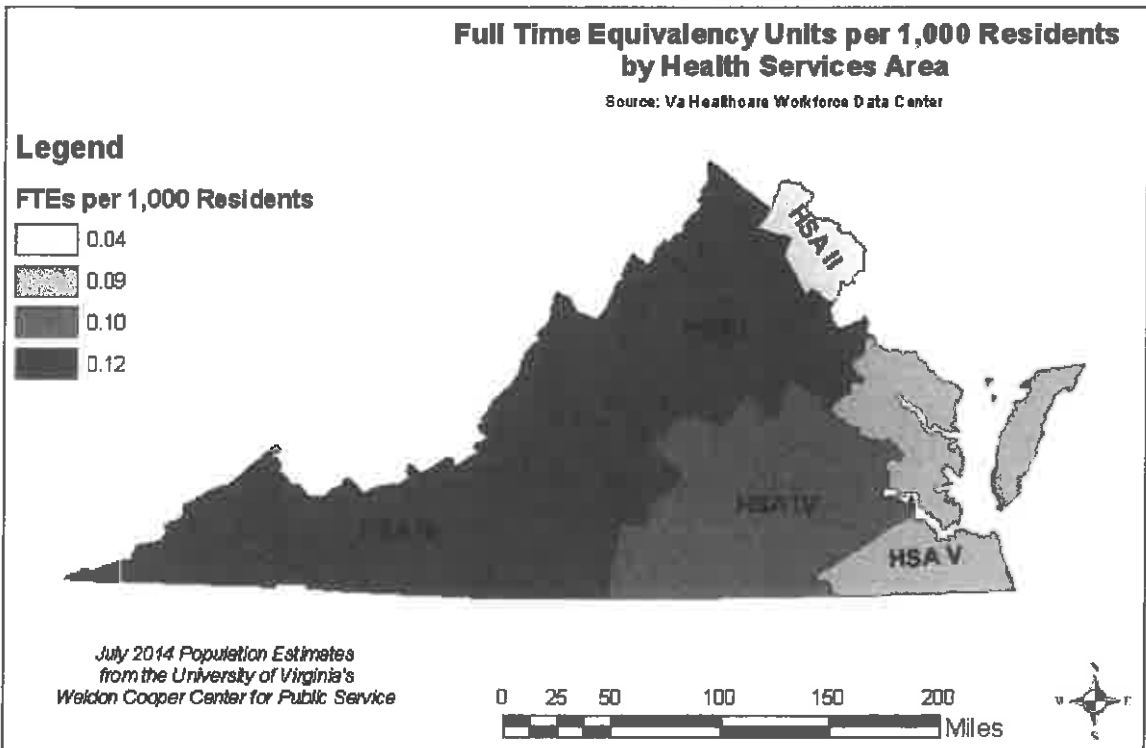 Full Time Equivalency Units per 1,000 Residents
by Health Services Area
Source: Va Healthcare Workforce Data Center
Legend
FTEs per 1,000 Residents
0.04
0.09
0.10
0.12
HSA II
HSA I
HSA IV
HSA V
July 2014 Population Estimates
from the University of Virginia's
Weldon Cooper Center for Public Service
0 25 50 100 150 200
Miles
N
W E
S